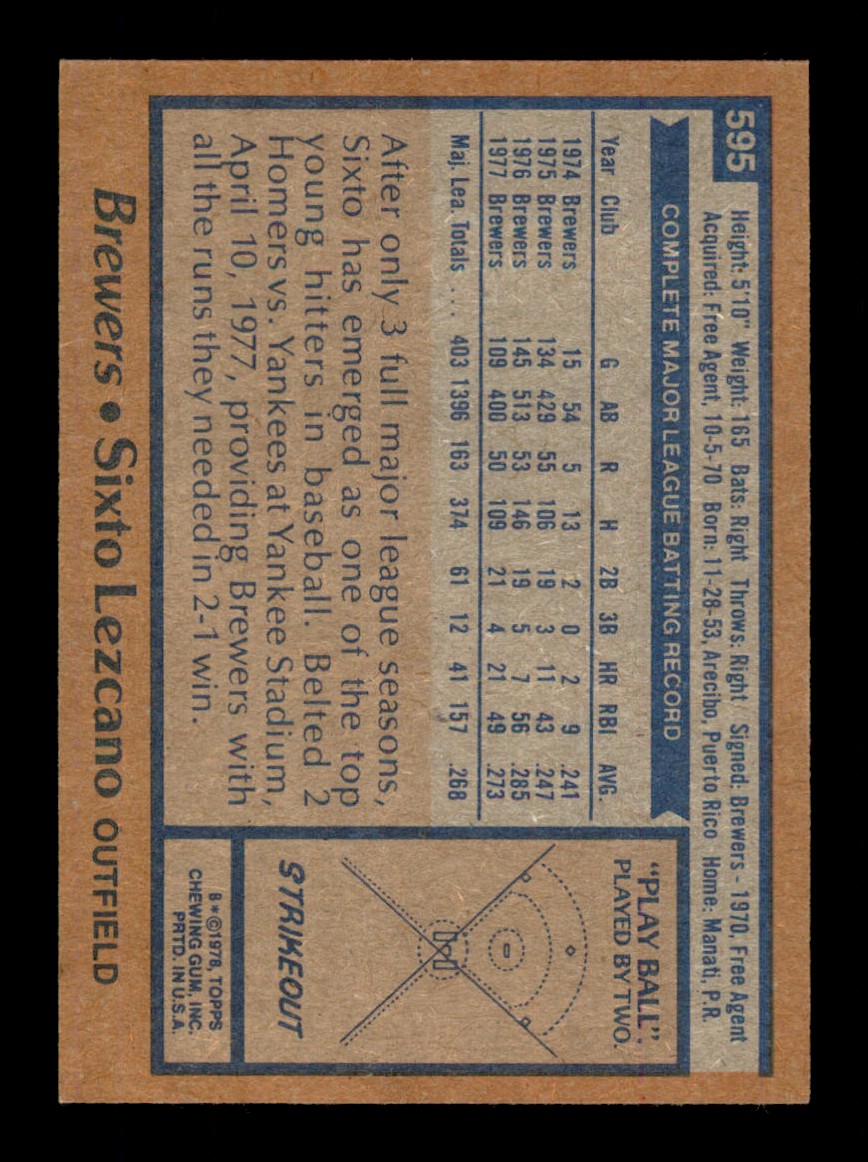 595
Height: 5'10" Weight: 165 Bats: Right Throws: Right Signed: Brewers - 1970, Free Agent
Acquired: Free Agent, 10-5-70 Born: 11-28-53, Arecibo, Puerto Rico Home: Manati, P.R.
COMPLETE MAJOR LEAGUE BATTING RECORD
Year Club G AB R H 2B 3B HR RBI AVG.
1974 Brewers 15 54 5 13 2 0 2 9 .241
1975 Brewers 134 429 55 106 19 3 11 43 .247
1976 Brewers 145 513 53 146 19 5 7 56 .285
1977 Brewers 109 400 50 109 21 4 21 49 .273
Maj. Lea. Totals . . . 403 1396 163 374 61 12 41 157 .268
After only 3 full major league seasons,
Sixto has emerged as one of the top
young hitters in baseball. Belted 2
Homers vs. Yankees at Yankee Stadium,
April 10, 1977, providing Brewers with
all the runs they needed in 2-1 win.
"PLAY BALL".
PLAYED BY TWO.
STRIKEOUT
B*©1978, TOPPS
CHEWING GUM, INC.
PRTD. IN U.S.A.
Brewers • Sixto Lezcano OUTFIELD